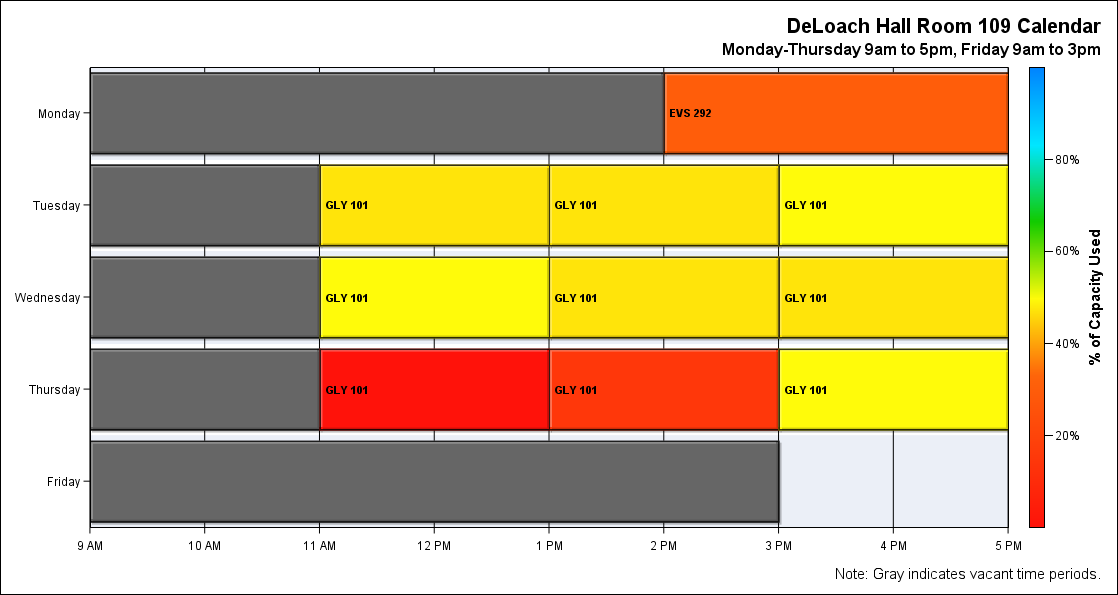 DeLoach Hall Room 109 Calendar
Monday-Thursday 9am to 5pm, Friday 9am to 3pm
Monday
EVS 292
Tuesday
GLY 101
GLY 101
GLY 101
Wednesday
GLY 101
GLY 101
GLY 101
Thursday
GLY 101
GLY 101
GLY 101
Friday
9 AM
10 AM
11 AM
12 PM
1 PM
2 PM
3 PM
4 PM
5 PM
80%
60%
40%
20%
% of Capacity Used
Note: Gray indicates vacant time periods.